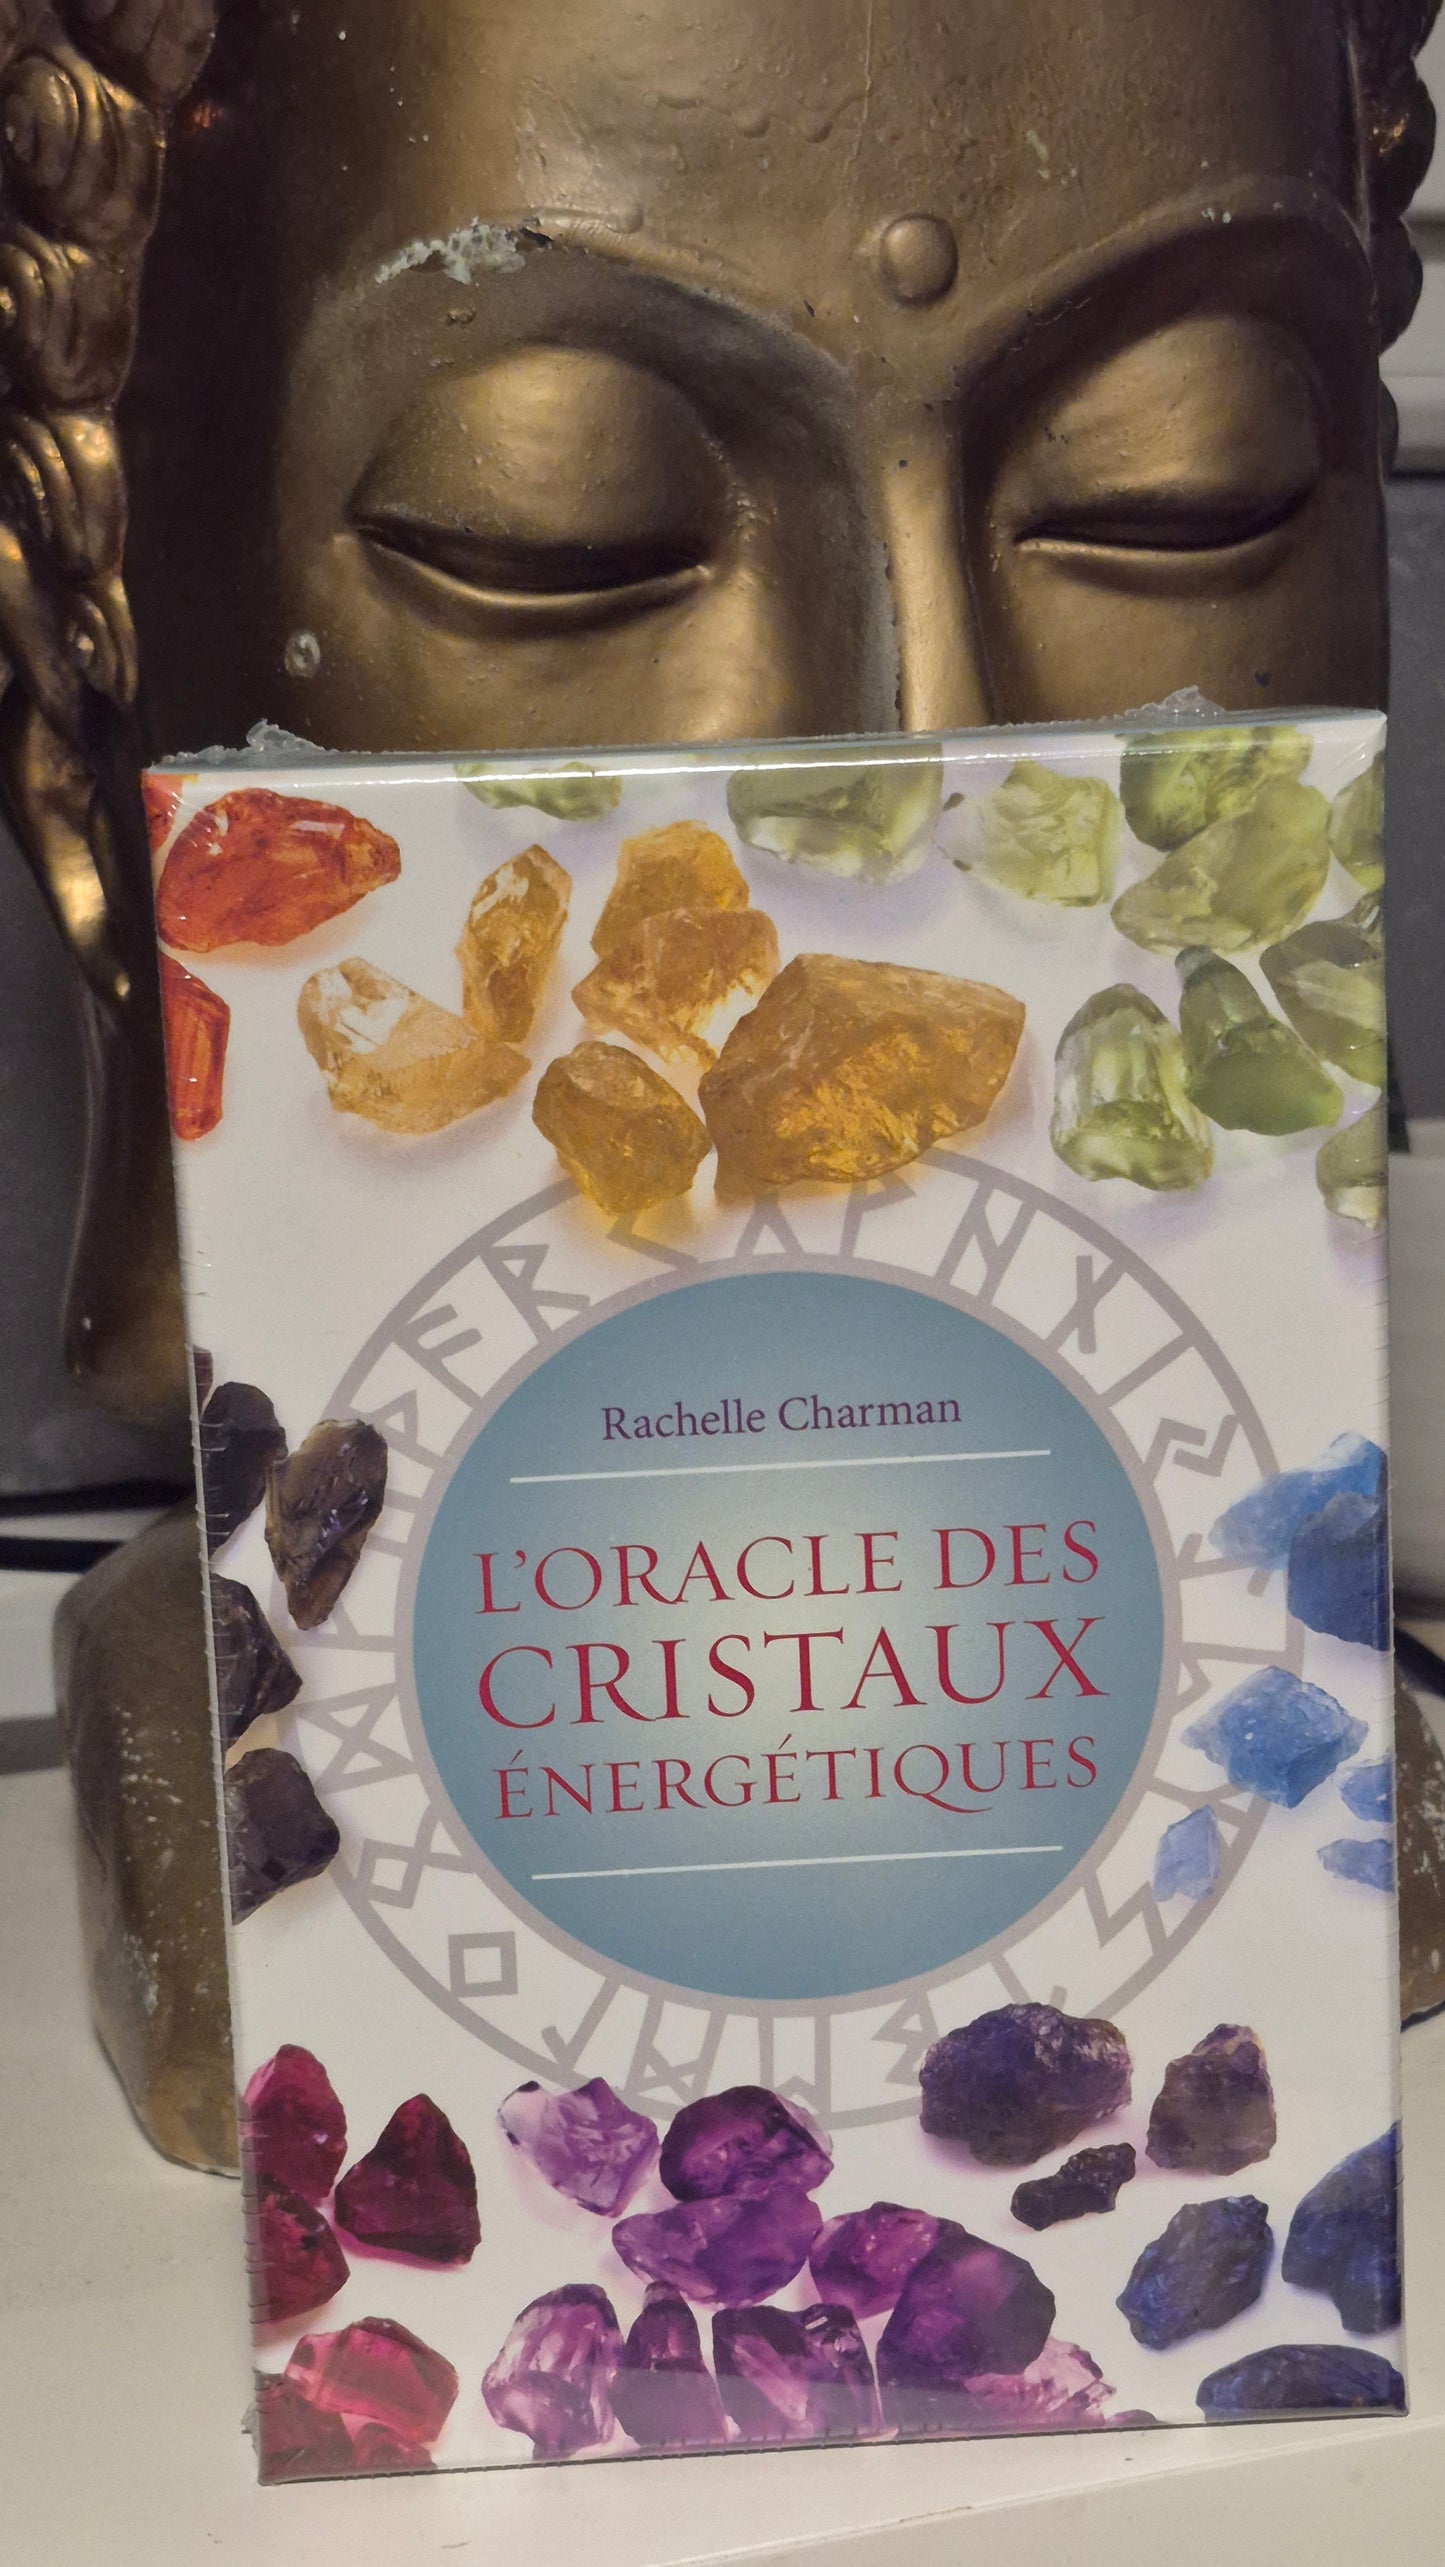 Rachelle Charman
L'ORACLE DES
CRISTAUX
ÉNERGÉTIQUES